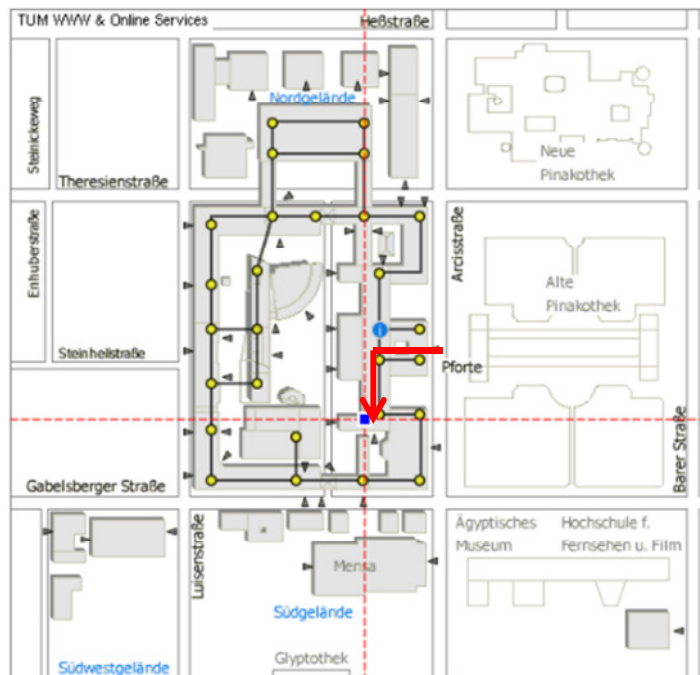 TUM WWW & Online Services
Heßstraße
Steinickeweg
Nordgelände
Neue
Pinakothek
Theresienstraße
Enhuberstraße
Arcisstraße
Alte
Pinakothek
i
Steinheilstraße
Pforte
Gabelsberger Straße
Barer Straße
Luisenstraße
Ägyptisches
Museum
Hochschule f.
Fernsehen u. Film
Mensa
Südgelände
Glyptothek
Südwestgelände